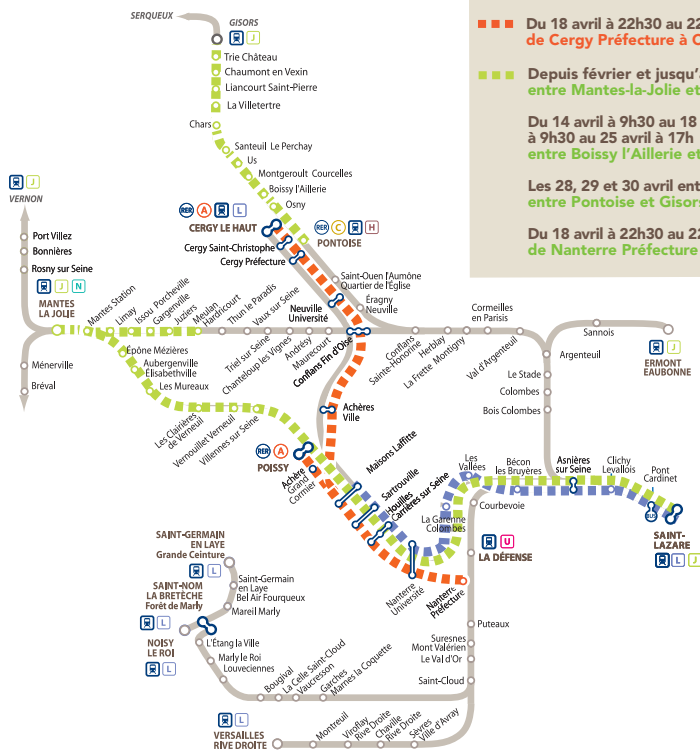 SERQUEUX
GISORS
J
Trie Château
Chaumont en Vexin
Liancourt Saint-Pierre
La Villetertre
Chars
Santeuil Le Perchay
Us
Montgeroult Courcelles
Boissy l'Aillerie
Osny
Du 18 avril à 22h30 au 22
de Cergy Préfecture à C
Depuis février et jusqu'
entre Mantes-la-Jolie et
Du 14 avril à 9h30 au 18
à 9h30 au 25 avril à 17h
entre Boissy l'Aillerie et
Les 28, 29 et 30 avril ent
entre Pontoise et Gisors
Du 18 avril à 22h30 au 22
de Nanterre Préfecture
RER A L
CERGY LE HAUT
RER C H
PONTOISE
Cergy Saint-Christophe
Cergy Préfecture
Saint-Ouen l'Aumône
Quartier de l'Église
Éragny
Neuville
J
VERNON
Port Villez
Bonnières
Rosny sur Seine
J N
MANTES
LA JOLIE
Ménerville
Bréval
Mantes Station
Limay
Issou Porcheville
Gargenville
Juziers
Meulan
Hardricourt
Thun le Paradis
Vaux sur Seine
Triel sur Seine
Chanteloup les Vignes
Andrésy
Maurecourt
Neuville
Université
Conflans Fin d'Oise
Conflans
Sainte-Honorine
Herblay
La Frette Montigny
Cormeilles
en Parisis
Val d'Argenteuil
Sannois
J
ERMONT
EAUBONNE
Argenteuil
Le Stade
Colombes
Bois Colombes
Épône Mézières
Aubergenville
Élisabethville
Les Mureaux
Les Clairières
de Verneuil
Vernouillet Verneuil
Villennes sur Seine
RER A
POISSY
Achères
Ville
Achère
Grand
Cormier
Maisons Laffitte
Sartrouville
Houilles
Carrières sur Seine
Les
Vallées
La Garenne
Colombes
Bécon
les Bruyères
Asnières
sur Seine
Clichy
Levallois
Pont
Cardinet
BUS
SAINT-
LAZARE
L J
Courbevoie
U
LA DÉFENSE
Nanterre
Université
Nanterre
Préfecture
Puteaux
Suresnes
Mont Valérien
Le Val d'Or
Saint-Cloud
SAINT-GERMAIN
EN LAYE
Grande Ceinture
L
SAINT-NOM
LA BRETÈCHE
Forêt de Marly
L
NOISY
LE ROI
L
Saint-Germain
en Laye
Bel Air Fourqueux
Mareil Marly
L'Étang la Ville
Marly le Roi
Louveciennes
Bougival
La Celle Saint-Cloud
Vaucresson
Garches
Marnes la Coquette
L
VERSAILLES
RIVE DROITE
Montreuil
Viroflay
Rive Droite
Chaville
Rive Droite
Sèvres
Ville d'Avray